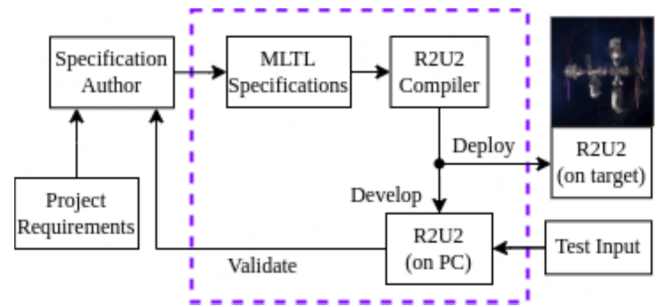 Specification
Author
MLTL
Specifications
R2U2
Compiler
Deploy
R2U2
(on target)
Develop
Project
Requirements
R2U2
(on PC)
Test Input
Validate